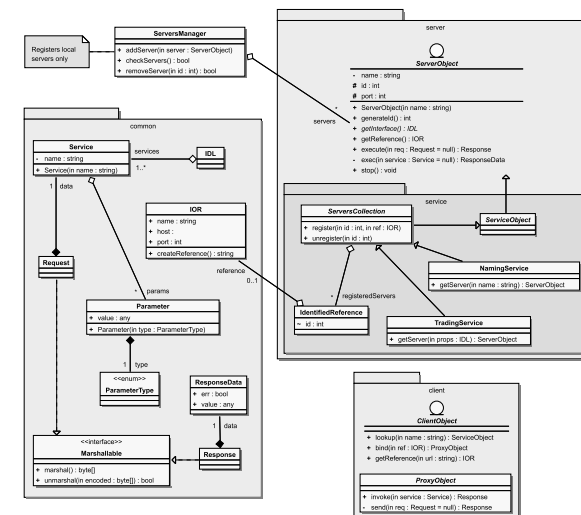 Registers local
servers only
ServersManager
+ addServer(in server : ServerObject)
+ checkServers() : bool
+ removeServer(in id : int) : bool
server
ServerObject
- name : string
# id : int
# port : int
+ ServerObject(in name : string)
+ generateId() : int
+ getInterface() : IDL
+ getReference() : IOR
+ execute(in req : Request = null) : Response
- exec(in service : Service = null) : ResponseData
+ stop() : void
*
servers
common
Service
- name : string
+ Service(in name : string)
services
1..*
IDL
1
data
IOR
+ name : string
+ host :
+ port : int
+ createReference() : string
reference
0..1
Request
*
params
Parameter
+ value : any
+ Parameter(in type : ParameterType)
1
type
<<enum>>
ParameterType
ResponseData
+ err : bool
+ value : any
1
data
Response
<<interface>>
Marshallable
+ marshal() : byte[]
+ unmarshal(in encoded : byte[]) : bool
service
ServersCollection
+ register(in id : int, in ref : IOR)
+ unregister(in id : int)
ServiceObject
NamingService
+ getServer(in name : string) : ServerObject
*
registeredServers
IdentifiedReference
~ id : int
TradingService
+ getServer(in props : IDL) : ServerObject
client
ClientObject
+ lookup(in name : string) : ServiceObject
+ bind(in ref : IOR) : ProxyObject
+ getReference(in url : string) : IOR
ProxyObject
+ invoke(in service : Service) : Response
- send(in req : Request = null) : Response